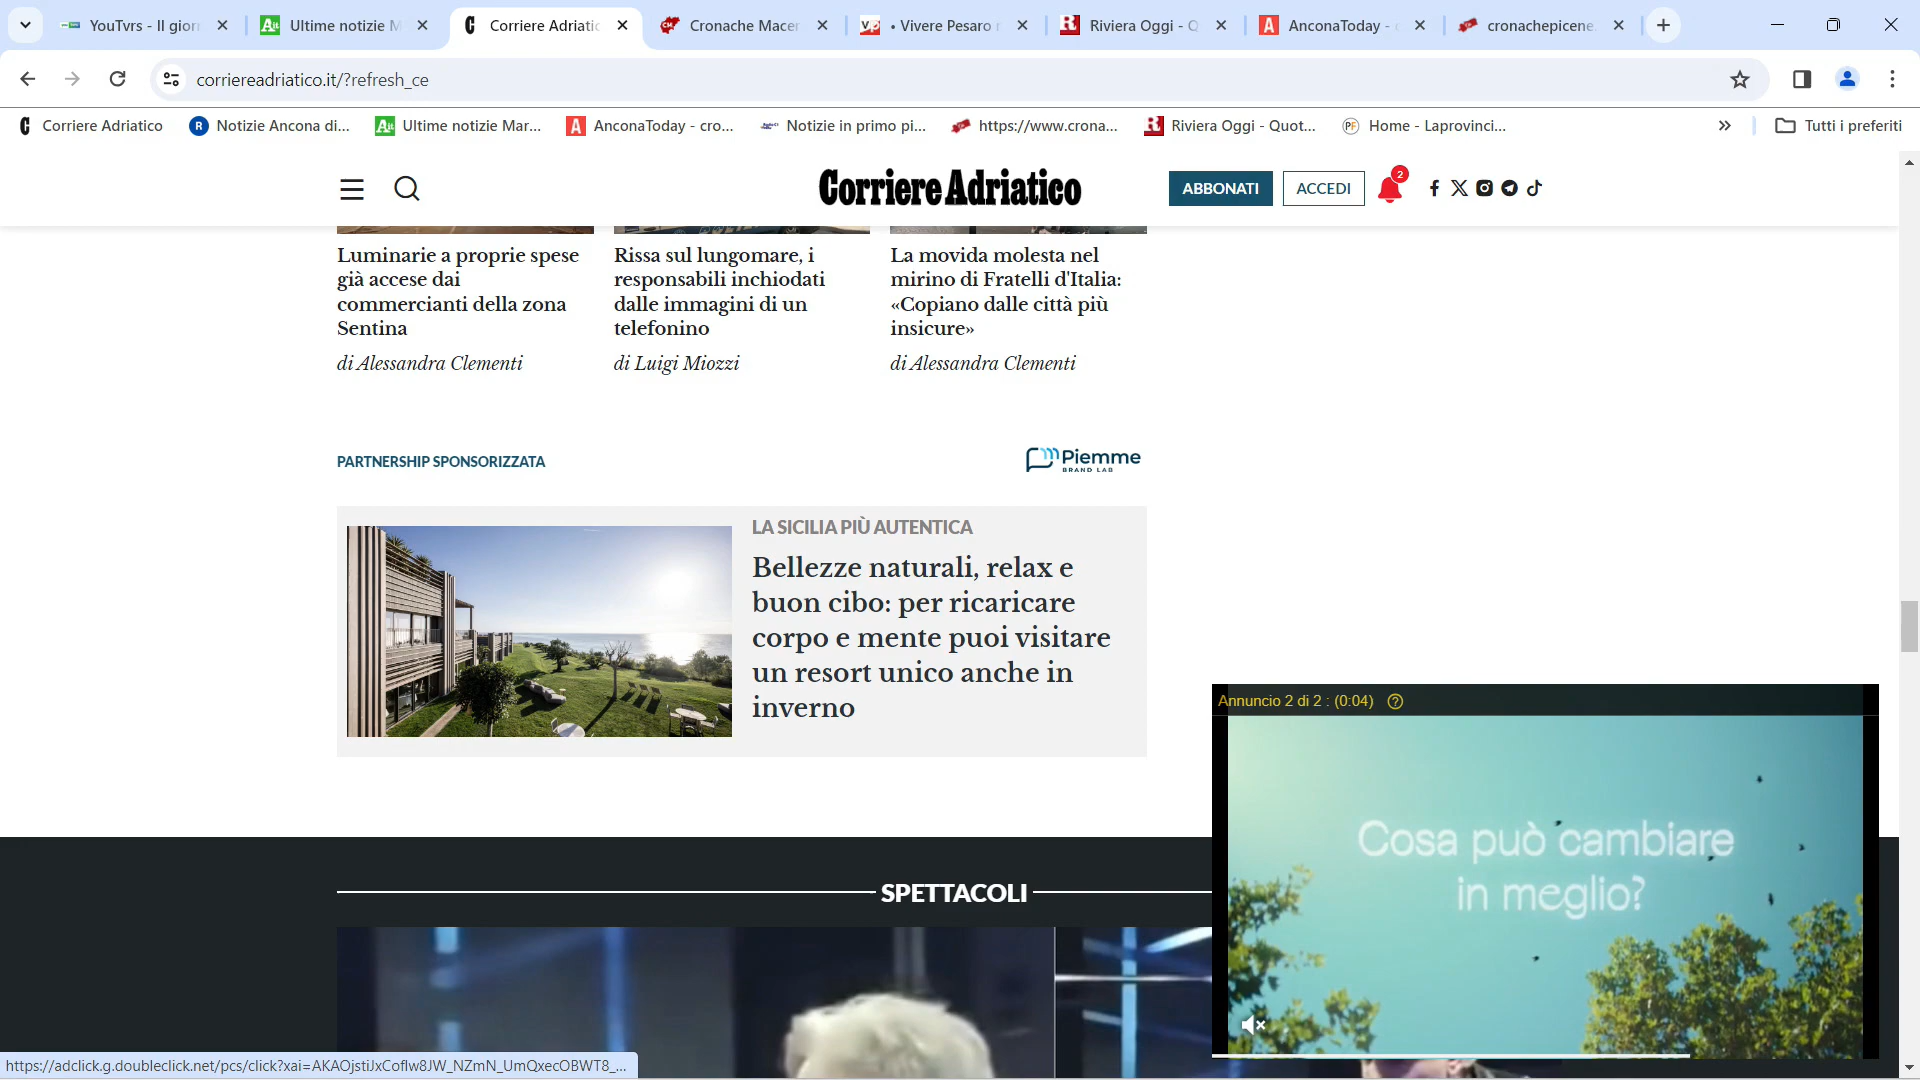 YouTvrs - Il giorn
Ultime notizie M
Corriere Adriatic
Cronache Macer
• Vivere Pesaro n
Riviera Oggi - Q
AnconaToday - c
cronachepicene.
corriereadriatico.it/?refresh_ce
Corriere Adriatico
Notizie Ancona di...
Ultime notizie Mar...
AnconaToday - cro...
Notizie in primo pi...
https://www.crona...
Riviera Oggi - Quot...
Home - Laprovinci...
Tutti i preferiti
Corriere Adriatico
ABBONATI
ACCEDI
2
Luminarie a proprie spese
già accese dai
commercianti della zona
Sentina
di Alessandra Clementi
Rissa sul lungomare, i
responsabili inchiodati
dalle immagini di un
telefonino
di Luigi Miozzi
La movida molesta nel
mirino di Fratelli d'Italia:
«Copiano dalle città più
insicure»
di Alessandra Clementi
PARTNERSHIP SPONSORIZZATA
Piemme
BRAND LAB
LA SICILIA PIÙ AUTENTICA
Bellezze naturali, relax e
buon cibo: per ricaricare
corpo e mente puoi visitare
un resort unico anche in
inverno
Annuncio 2 di 2 : (0:04)
Cosa può cambiare
in meglio?
SPETTACOLI
https://adclick.g.doubleclick.net/pcs/click?xai=AKAOjstiJxCoflw8JW_NZmN_UmQxecOBWT8_...